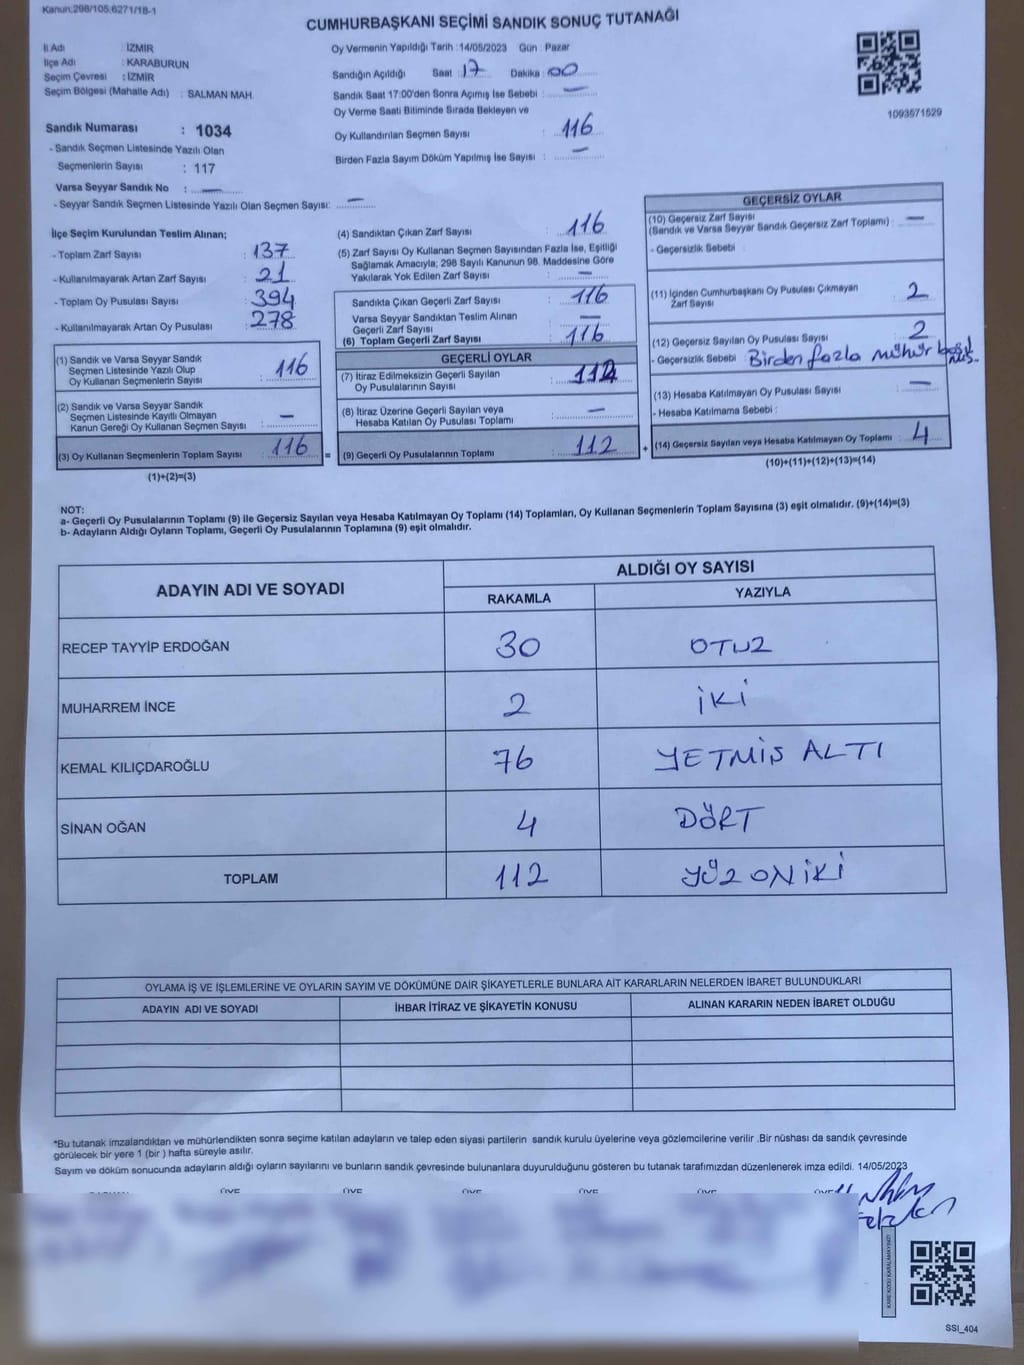 Kanun:298/105:6271/18-1
CUMHURBAŞKANI SEÇİMİ SANDIK SONUÇ TUTANAĞI
İl Adı : İZMİR
İlçe Adı : KARABURUN
Seçim Çevresi : İZMİR
Seçim Bölgesi (Mahalle Adı) : SALMAN MAH.
Oy Vermenin Yapıldığı Tarih :14/05/2023 Gün : Pazar
Sandığın Açıldığı Saat :17 Dakika :00
Sandık Saat 17:00'den Sonra Açımış İse Sebebi : —
Oy Verme Saati Bitiminde Sırada Bekleyen ve
Oy Kullandırılan Seçmen Sayısı : 116
Birden Fazla Sayım Döküm Yapılmış İse Sayısı : —
1093571529
Sandık Numarası : 1034
- Sandık Seçmen Listesinde Yazılı Olan
Seçmenlerin Sayısı : 117
Varsa Seyyar Sandık No : —
- Seyyar Sandık Seçmen Listesinde Yazılı Olan Seçmen Sayısı: —
İlçe Seçim Kurulundan Teslim Alınan;
- Toplam Zarf Sayısı : 137
- Kullanılmayarak Artan Zarf Sayısı : 21
- Toplam Oy Pusulası Sayısı : 394
- Kullanılmayarak Artan Oy Pusulası : 278
(1) Sandık ve Varsa Seyyar Sandık
Seçmen Listesinde Yazılı Olup
Oy Kullanan Seçmenlerin Sayısı : 116
(2) Sandık ve Varsa Seyyar Sandık
Seçmen Listesinde Kayıtlı Olmayan
Kanun Gereği Oy Kullanan Seçmen Sayısı : —
(3) Oy Kullanan Seçmenlerin Toplam Sayısı : 116 =
(1)+(2)=(3)
(4) Sandıktan Çıkan Zarf Sayısı : 116
(5) Zarf Sayısı Oy Kullanan Seçmen Sayısından Fazla İse, Eşitliği
Sağlamak Amacıyla; 298 Sayılı Kanunun 98. Maddesine Göre
Yakılarak Yok Edilen Zarf Sayısı : —
Sandıkta Çıkan Geçerli Zarf Sayısı : 116
Varsa Seyyar Sandıktan Teslim Alınan
Geçerli Zarf Sayısı : —
(6) Toplam Geçerli Zarf Sayısı : 116
GEÇERLİ OYLAR
(7) İtiraz Edilmeksizin Geçerli Sayılan
Oy Pusulalarının Sayısı : 112
(8) İtiraz Üzerine Geçerli Sayılan veya
Hesaba Katılan Oy Pusulası Toplamı : —
(9) Geçerli Oy Pusulalarının Toplamı : 112 +
GEÇERSİZ OYLAR
(10) Geçersiz Zarf Sayısı
(Sandık ve Varsa Seyyar Sandık Geçersiz Zarf Toplamı) : —
- Geçersizlik Sebebi :
(11) İçinden Cumhurbaşkanı Oy Pusulası Çıkmayan
Zarf Sayısı : 2
(12) Geçersiz Sayılan Oy Pusulası Sayısı : 2
- Geçersizlik Sebebi : Birden fazla mühür basıl
mış.
(13) Hesaba Katılmayan Oy Pusulası Sayısı : —
- Hesaba Katılmama Sebebi :
(14) Geçersiz Sayılan veya Hesaba Katılmayan Oy Toplamı : 4
(10)+(11)+(12)+(13)=(14)
NOT:
a- Geçerli Oy Pusulalarının Toplamı (9) ile Geçersiz Sayılan veya Hesaba Katılmayan Oy Toplamı (14) Toplamları, Oy Kullanan Seçmenlerin Toplam Sayısına (3) eşit olmalıdır. (9)+(14)=(3)
b- Adayların Aldığı Oyların Toplamı, Geçerli Oy Pusulalarının Toplamına (9) eşit olmalıdır.
ADAYIN ADI VE SOYADI
ALDIĞI OY SAYISI
RAKAMLA YAZIYLA
RECEP TAYYİP ERDOĞAN 30 OTUZ
MUHARREM İNCE 2 İKİ
KEMAL KILIÇDAROĞLU 76 YETMİŞ ALTI
SİNAN OĞAN 4 DÖRT
TOPLAM 112 YÜZ ON İKİ
OYLAMA İŞ VE İŞLEMLERİNE VE OYLARIN SAYIM VE DÖKÜMÜNE DAİR ŞİKAYETLERLE BUNLARA AİT KARARLARIN NELERDEN İBARET BULUNDUKLARI
ADAYIN ADI VE SOYADI İHBAR İTİRAZ VE ŞİKAYETİN KONUSU ALINAN KARARIN NEDEN İBARET OLDUĞU
*Bu tutanak imzalandıktan ve mühürlendikten sonra seçime katılan adayların ve talep eden siyasi partilerin sandık kurulu üyelerine veya gözlemcilerine verilir .Bir nüshası da sandık çevresinde
görülecek bir yere 1 (bir ) hafta süreyle asılır.
Sayım ve döküm sonucunda adayların aldığı oyların sayılarını ve bunların sandık çevresinde bulunanlara duyurulduğunu gösteren bu tutanak tarafımızdan düzenlenerek imza edildi. 14/05/2023
ÜYE ÜYE ÜYE ÜYE ÜYE ÜYE
KARE KODU KARALAMAYINIZ!
SSI_404